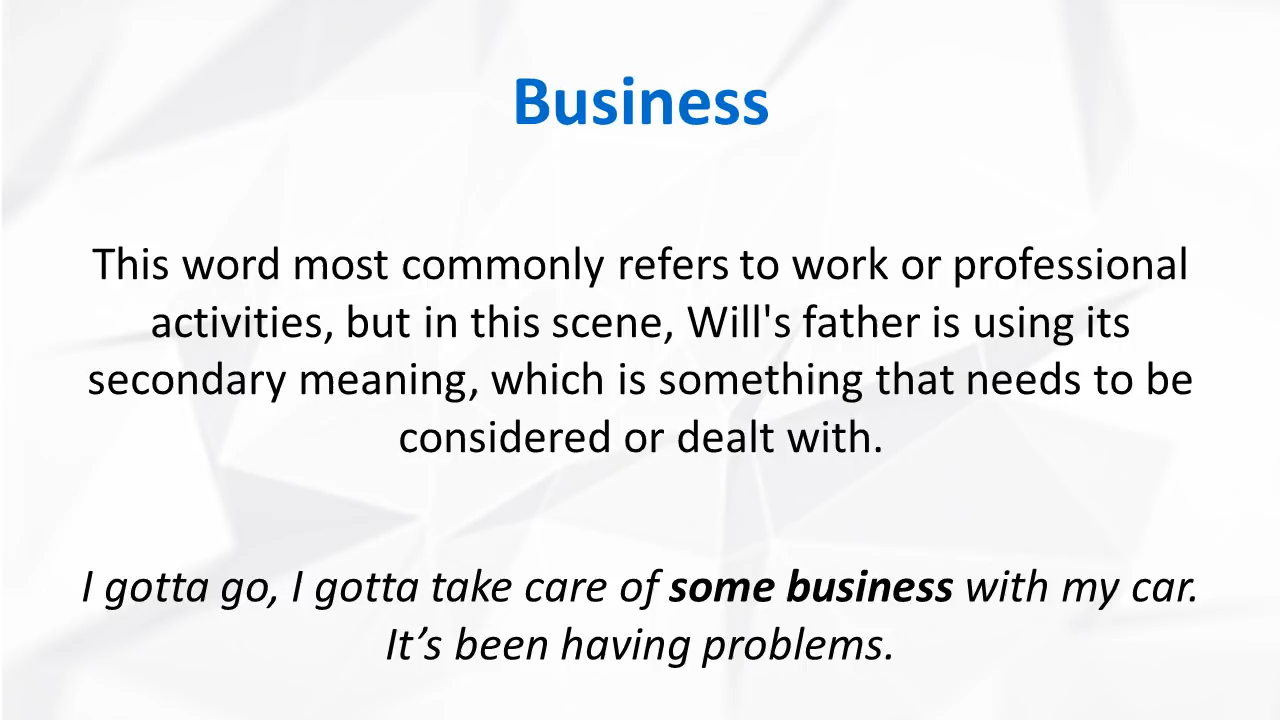 Business
This word most commonly refers to work or professional
activities, but in this scene, Will's father is using its
secondary meaning, which is something that needs to be
considered or dealt with.
I gotta go, I gotta take care of some business with my car.
It’s been having problems.